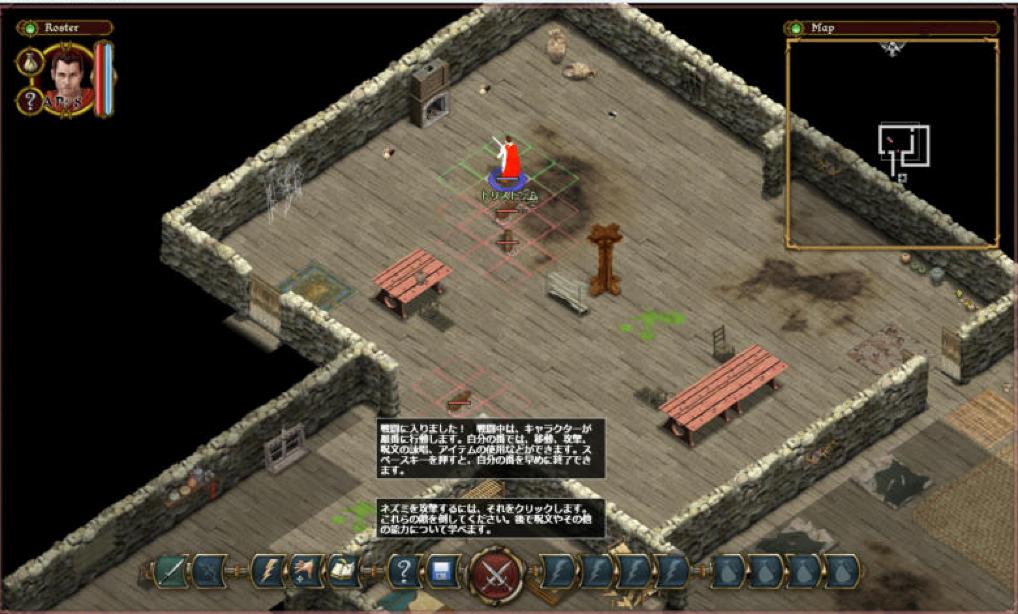 Roster
Map
AP: 8
トリストラム
戦闘に入りました！ 戦闘中は、キャラクターが
順番に行動します。自分の番では、移動、攻撃、
呪文の詠唱、アイテムの使用などができます。ス
ペースキーを押すと、自分の番を早めに終了でき
ます。
ネズミを攻撃するには、それをクリックします。
これらの敵を倒してください。後で呪文やその他
の能力について学べます。